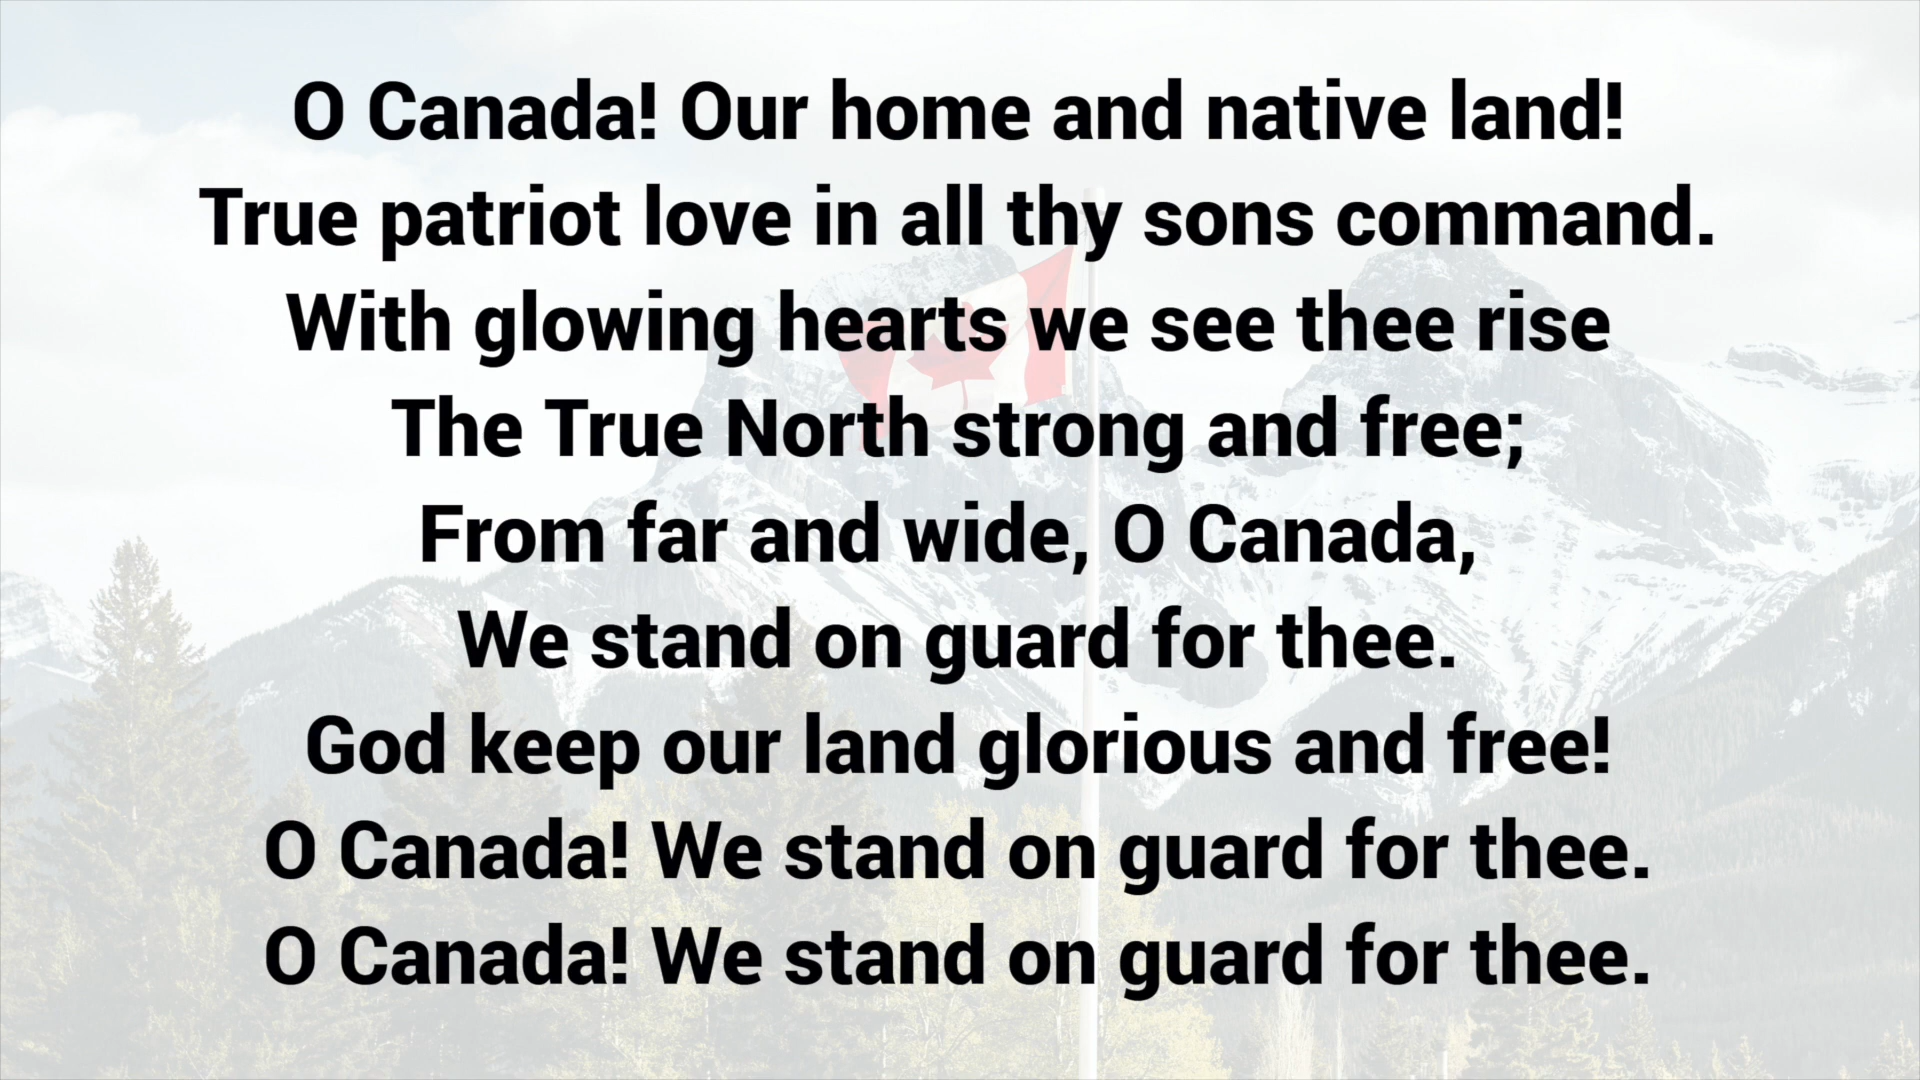 O Canada! Our home and native land!
True patriot love in all thy sons command.
With glowing hearts we see thee rise
The True North strong and free;
From far and wide, O Canada,
We stand on guard for thee.
God keep our land glorious and free!
O Canada! We stand on guard for thee.
O Canada! We stand on guard for thee.